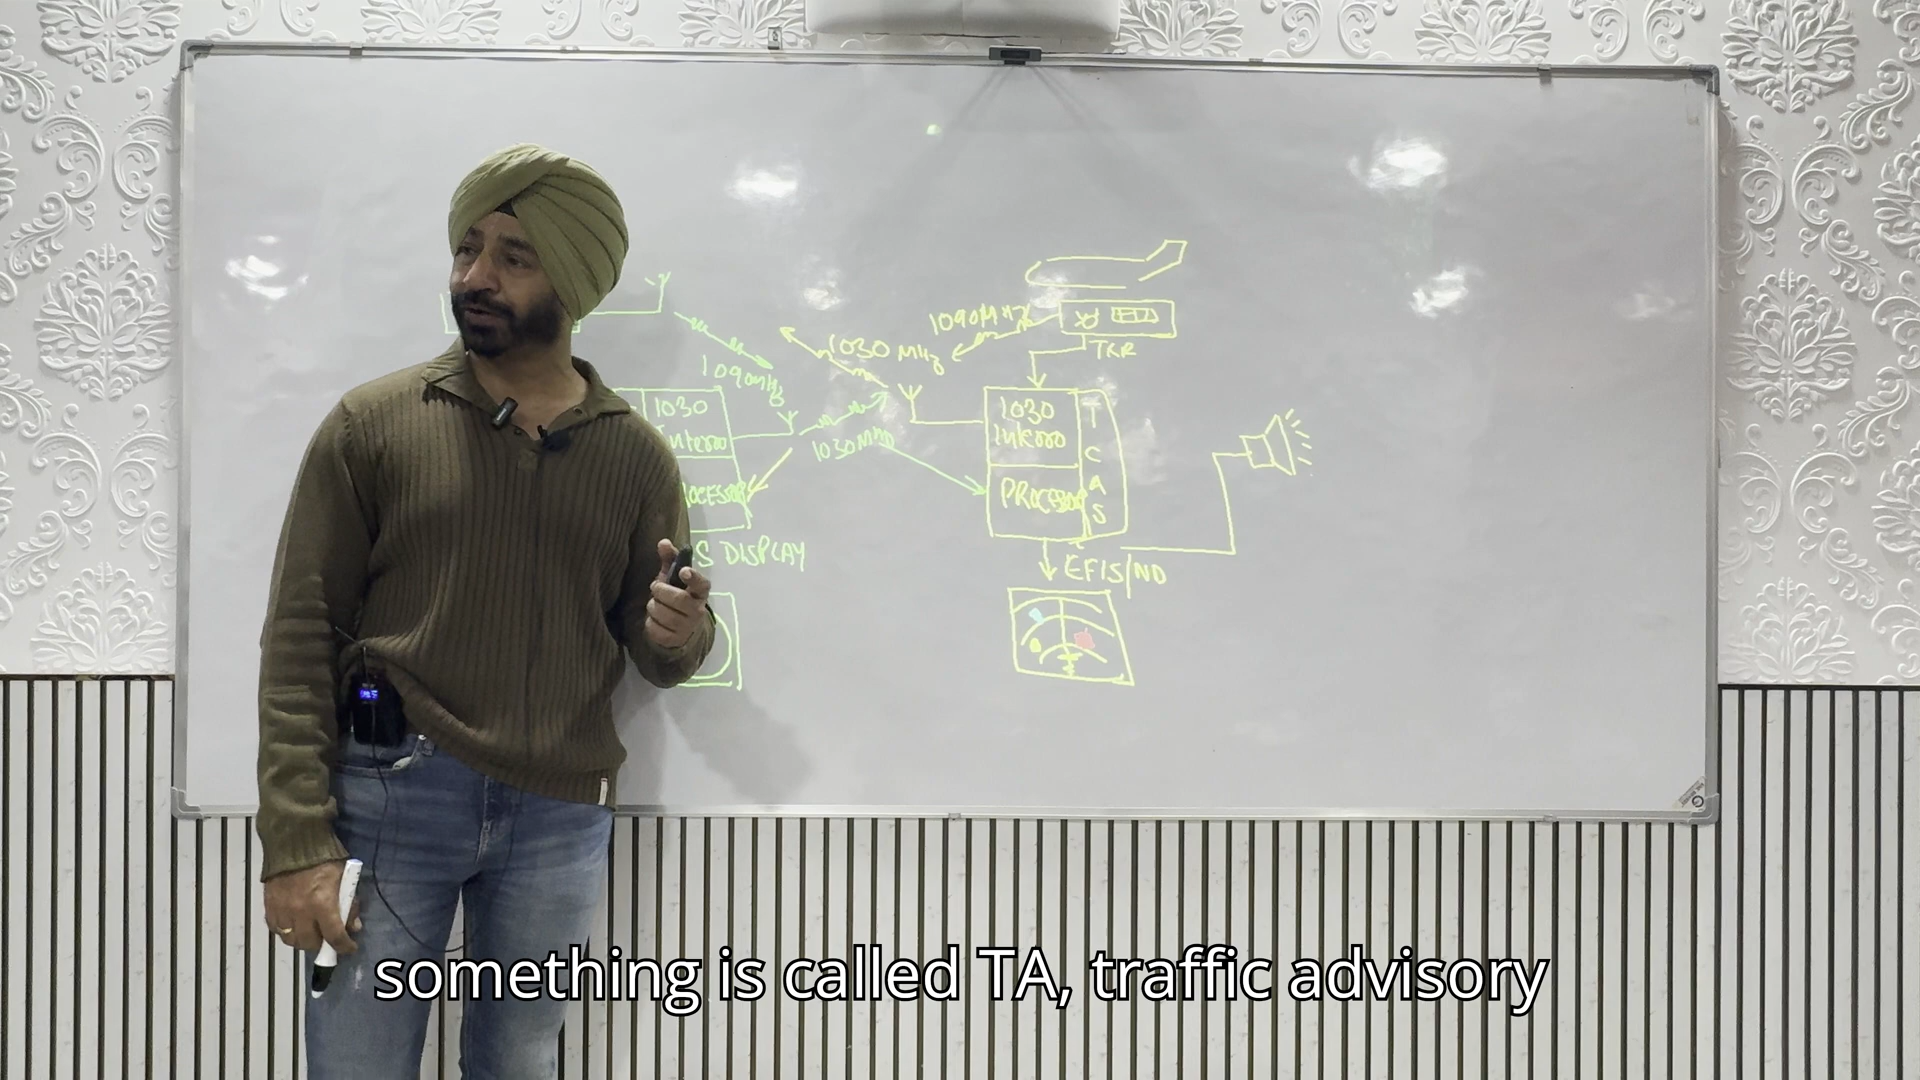 1090MHz
1030 MHz
TXR
1090MHz
1030
Interro
1030MHz
1030
Interro
PROCESSOR
TCAS
S DISPLAY
EFIS/ND
something is called TA, traffic advisory